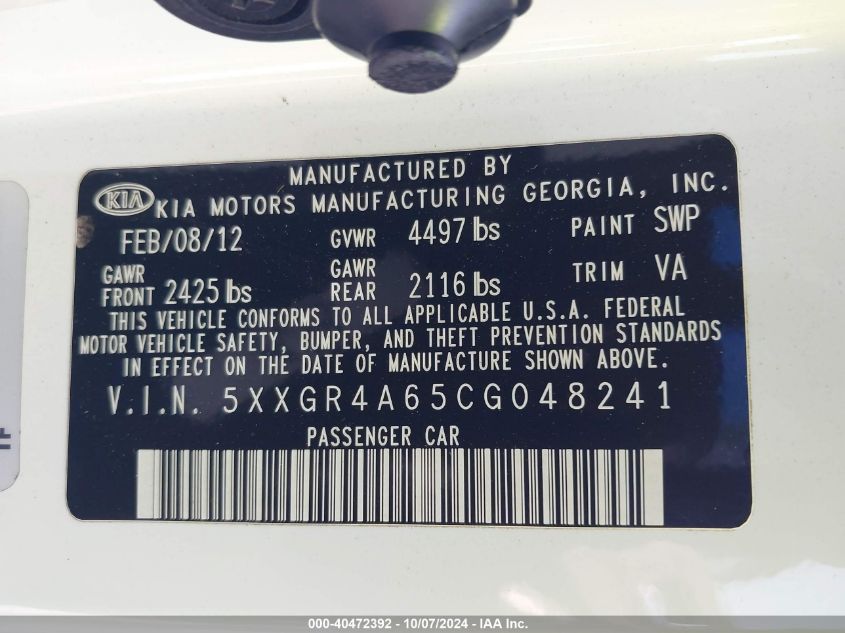 MANUFACTURED BY
KIA KIA MOTORS MANUFACTURING GEORGIA, INC.
FEB/08/12 GVWR 4497 lbs PAINT SWP
GAWR FRONT 2425 lbs GAWR REAR 2116 lbs TRIM VA
THIS VEHICLE CONFORMS TO ALL APPLICABLE U.S.A. FEDERAL
MOTOR VEHICLE SAFETY, BUMPER, AND THEFT PREVENTION STANDARDS
IN EFFECT ON THE DATE OF MANUFACTURE SHOWN ABOVE.
V.I.N. 5XXGR4A65CG048241
PASSENGER CAR
000-40472392 - 10/07/2024 - IAA Inc.